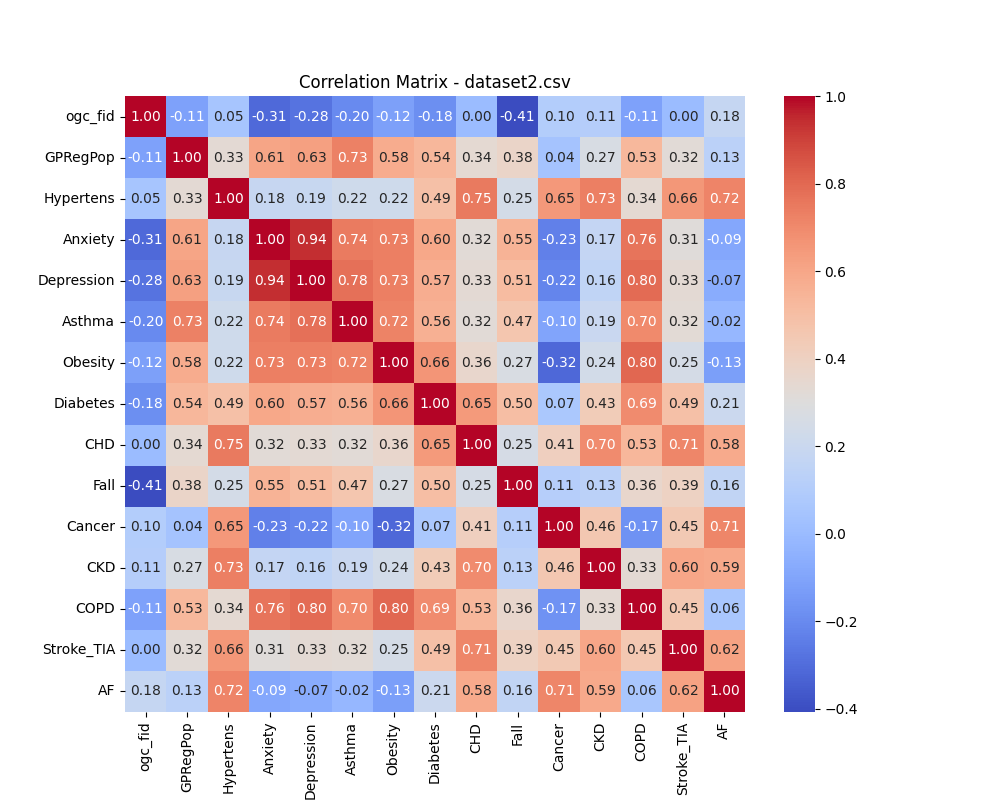 Correlation Matrix - dataset2.csv
ogc_fid 1.00 -0.11 0.05 -0.31 -0.28 -0.20 -0.12 -0.18 0.00 -0.41 0.10 0.11 -0.11 0.00 0.18
GPRegPop -0.11 1.00 0.33 0.61 0.63 0.73 0.58 0.54 0.34 0.38 0.04 0.27 0.53 0.32 0.13
Hypertens 0.05 0.33 1.00 0.18 0.19 0.22 0.22 0.49 0.75 0.25 0.65 0.73 0.34 0.66 0.72
Anxiety -0.31 0.61 0.18 1.00 0.94 0.74 0.73 0.60 0.32 0.55 -0.23 0.17 0.76 0.31 -0.09
Depression -0.28 0.63 0.19 0.94 1.00 0.78 0.73 0.57 0.33 0.51 -0.22 0.16 0.80 0.33 -0.07
Asthma -0.20 0.73 0.22 0.74 0.78 1.00 0.72 0.56 0.32 0.47 -0.10 0.19 0.70 0.32 -0.02
Obesity -0.12 0.58 0.22 0.73 0.73 0.72 1.00 0.66 0.36 0.27 -0.32 0.24 0.80 0.25 -0.13
Diabetes -0.18 0.54 0.49 0.60 0.57 0.56 0.66 1.00 0.65 0.50 0.07 0.43 0.69 0.49 0.21
CHD 0.00 0.34 0.75 0.32 0.33 0.32 0.36 0.65 1.00 0.25 0.41 0.70 0.53 0.71 0.58
Fall -0.41 0.38 0.25 0.55 0.51 0.47 0.27 0.50 0.25 1.00 0.11 0.13 0.36 0.39 0.16
Cancer 0.10 0.04 0.65 -0.23 -0.22 -0.10 -0.32 0.07 0.41 0.11 1.00 0.46 -0.17 0.45 0.71
CKD 0.11 0.27 0.73 0.17 0.16 0.19 0.24 0.43 0.70 0.13 0.46 1.00 0.33 0.60 0.59
COPD -0.11 0.53 0.34 0.76 0.80 0.70 0.80 0.69 0.53 0.36 -0.17 0.33 1.00 0.45 0.06
Stroke_TIA 0.00 0.32 0.66 0.31 0.33 0.32 0.25 0.49 0.71 0.39 0.45 0.60 0.45 1.00 0.62
AF 0.18 0.13 0.72 -0.09 -0.07 -0.02 -0.13 0.21 0.58 0.16 0.71 0.59 0.06 0.62 1.00
ogc_fid GPRegPop Hypertens Anxiety Depression Asthma Obesity Diabetes CHD Fall Cancer CKD COPD Stroke_TIA AF
1.0
0.8
0.6
0.4
0.2
0.0
−0.2
−0.4